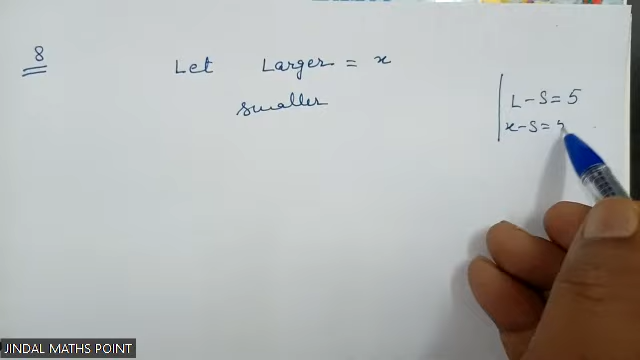 8
Let Larger = x
smaller
L - S = 5
x - S =
JINDAL MATHS POINT